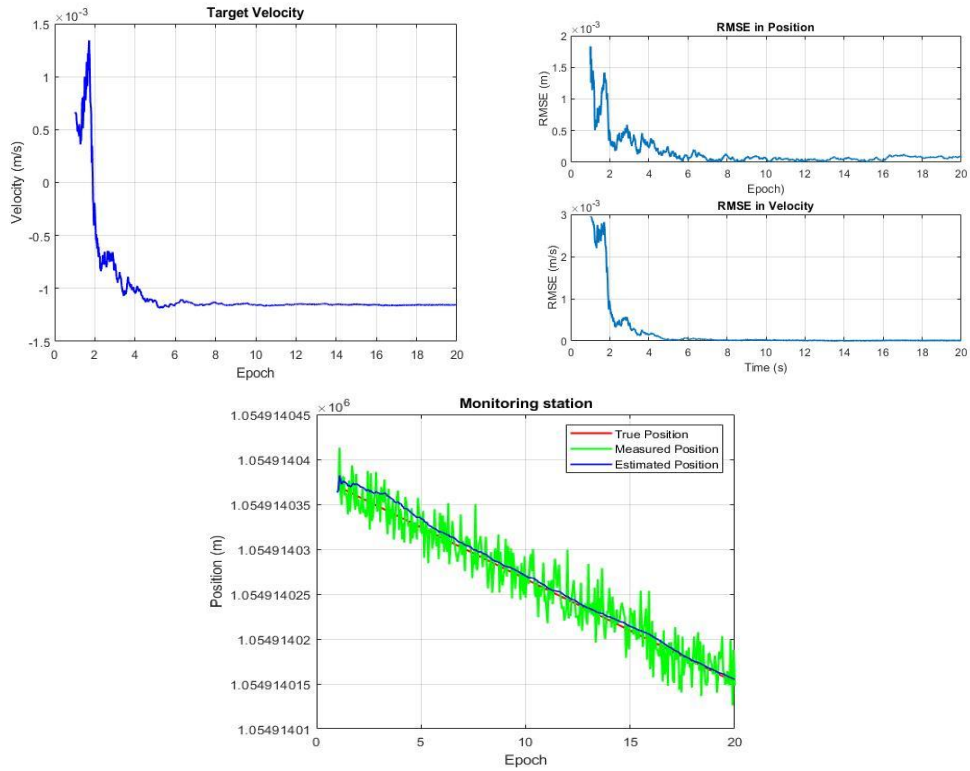 ×10⁻³
Target Velocity
1.5
1
0.5
0
-0.5
-1
-1.5
Velocity (m/s)
0 2 4 6 8 10 12 14 16 18 20
Epoch
×10⁻³
RMSE in Position
2
1.5
1
0.5
0
RMSE (m)
0 2 4 6 8 10 12 14 16 18 20
Epoch)
×10⁻³
RMSE in Velocity
3
2
1
0
RMSE (m/s)
0 2 4 6 8 10 12 14 16 18 20
Time (s)
×10⁶
Monitoring station
1.054914045
1.05491404
1.054914035
1.05491403
1.054914025
1.05491402
1.054914015
1.05491401
Position (m)
True Position
Measured Position
Estimated Position
0 5 10 15 20
Epoch